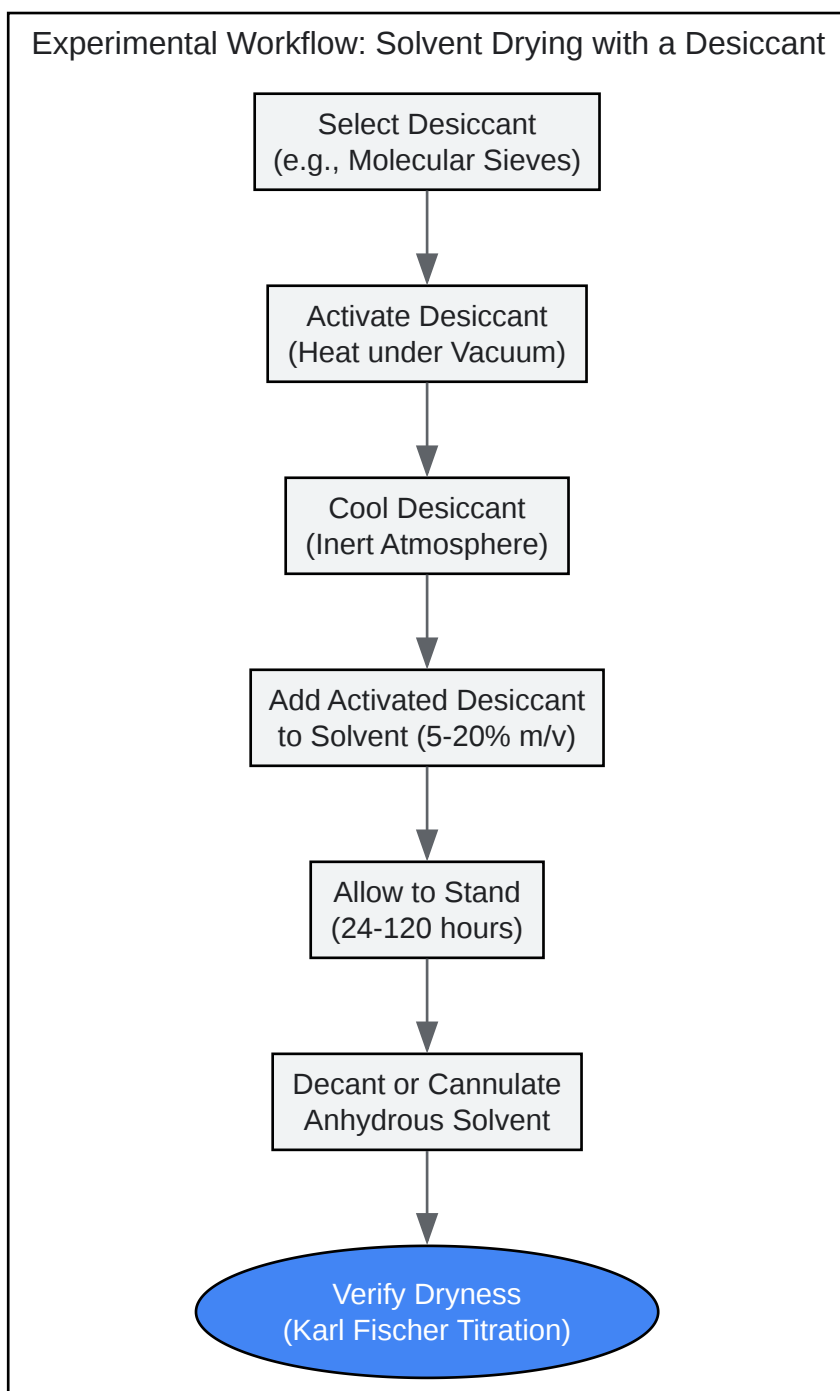 Experimental Workflow: Solvent Drying with a Desiccant
Select Desiccant
(e.g., Molecular Sieves)
Activate Desiccant
(Heat under Vacuum)
Cool Desiccant
(Inert Atmosphere)
Add Activated Desiccant
to Solvent (5-20% m/v)
Allow to Stand
(24-120 hours)
Decant or Cannulate
Anhydrous Solvent
Verify Dryness
(Karl Fischer Titration)